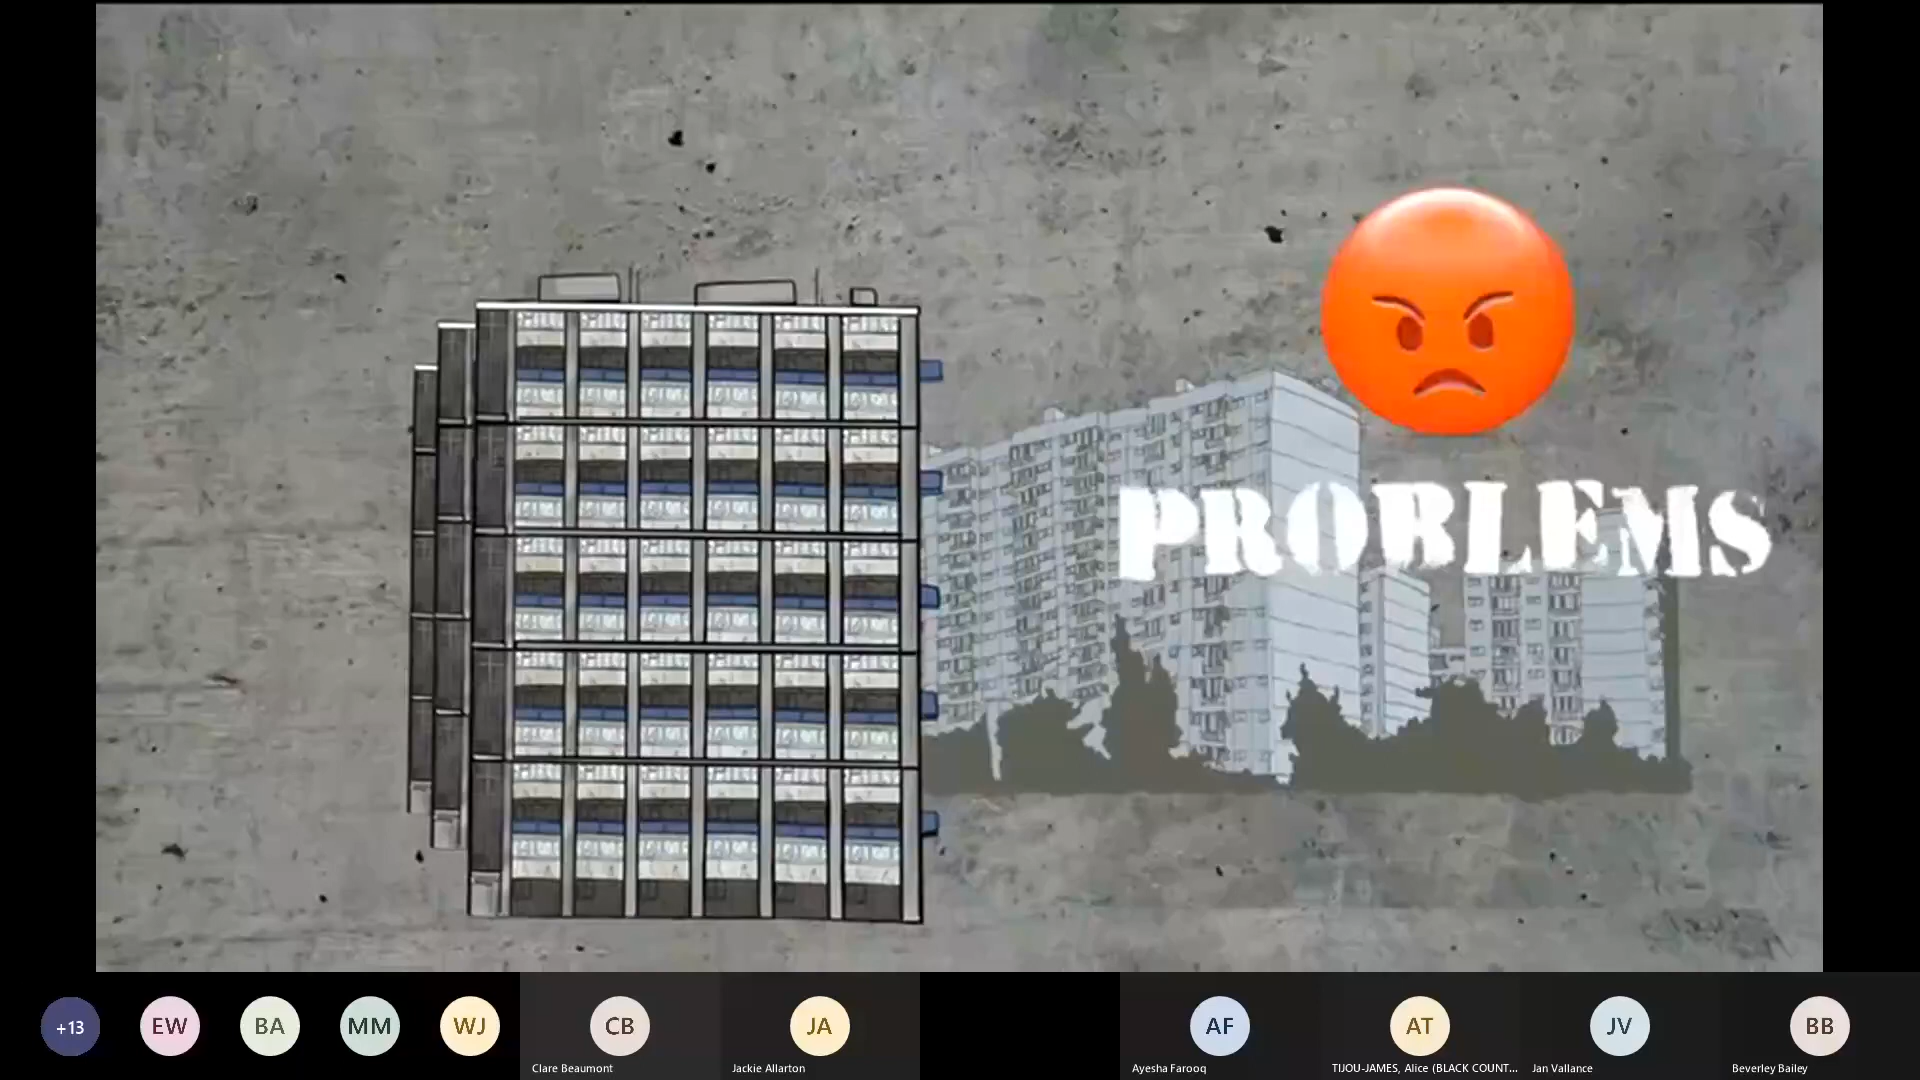 PROBLEMS
+13
EW
BA
MM
WJ
CB
JA
AF
AT
JV
BB
Clare Beaumont
Jackie Allarton
Ayesha Farooq
TIJOU-JAMES, Alice (BLACK COUNT...
Jan Vallance
Beverley Bailey